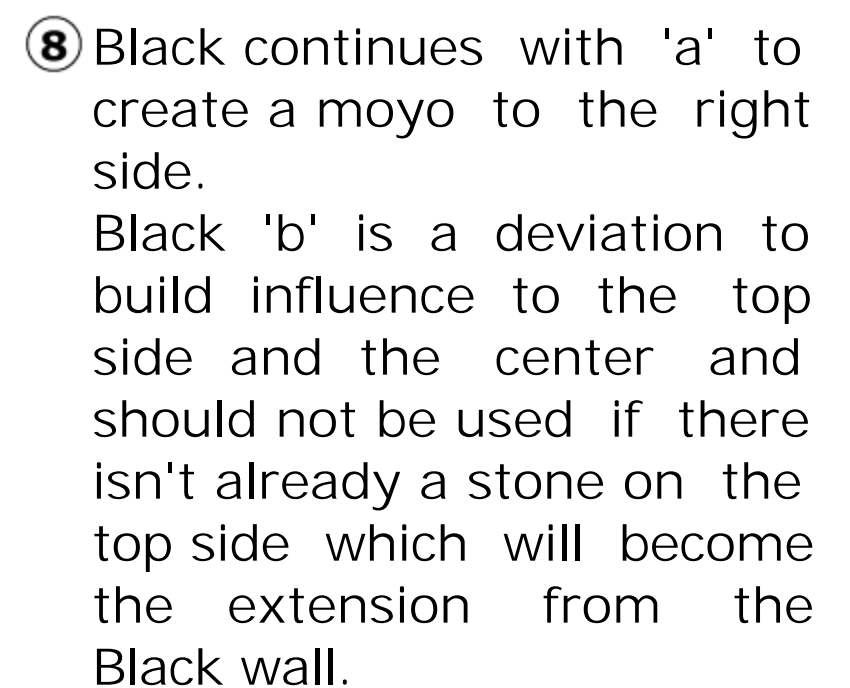 8 Black continues with 'a' to
create a moyo to the right
side.
Black 'b' is a deviation to
build influence to the top
side and the center and
should not be used if there
isn't already a stone on the
top side which will become
the extension from the
Black wall.